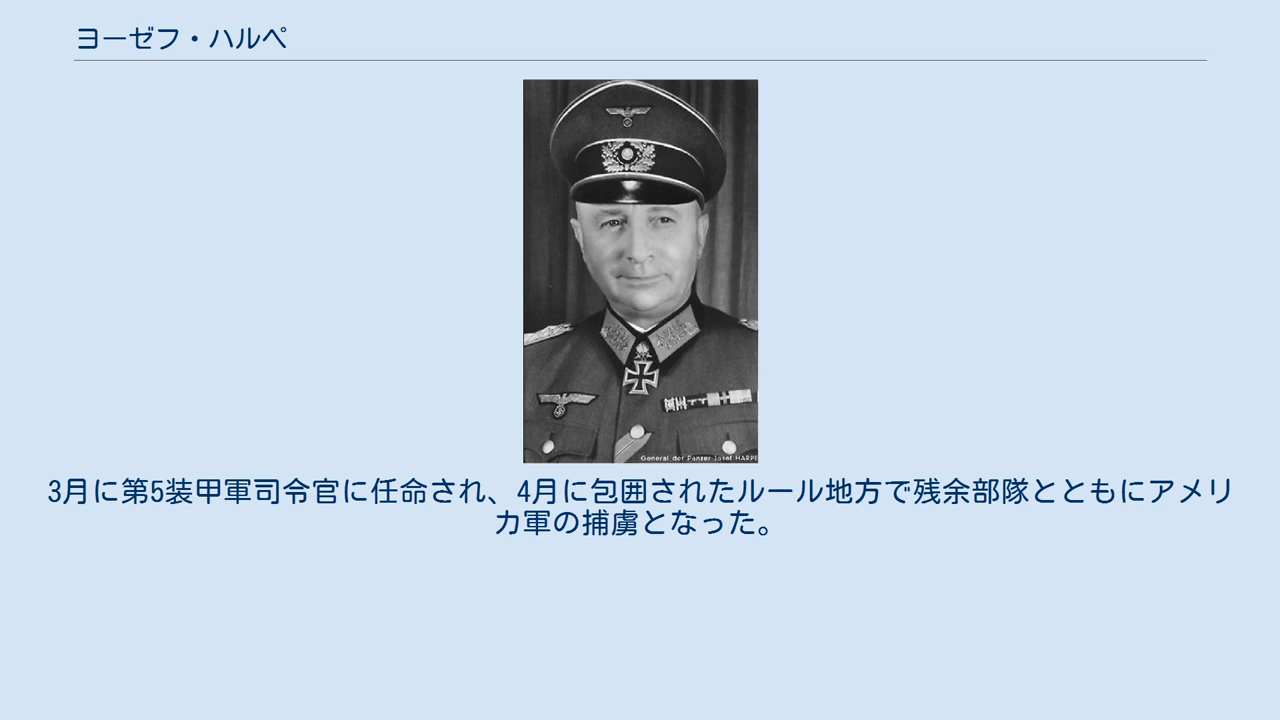 ヨーゼフ・ハルペ
General der Panzer Josef HARPE
3月に第5装甲軍司令官に任命され、4月に包囲されたルール地方で残余部隊とともにアメリ
カ軍の捕虜となった。